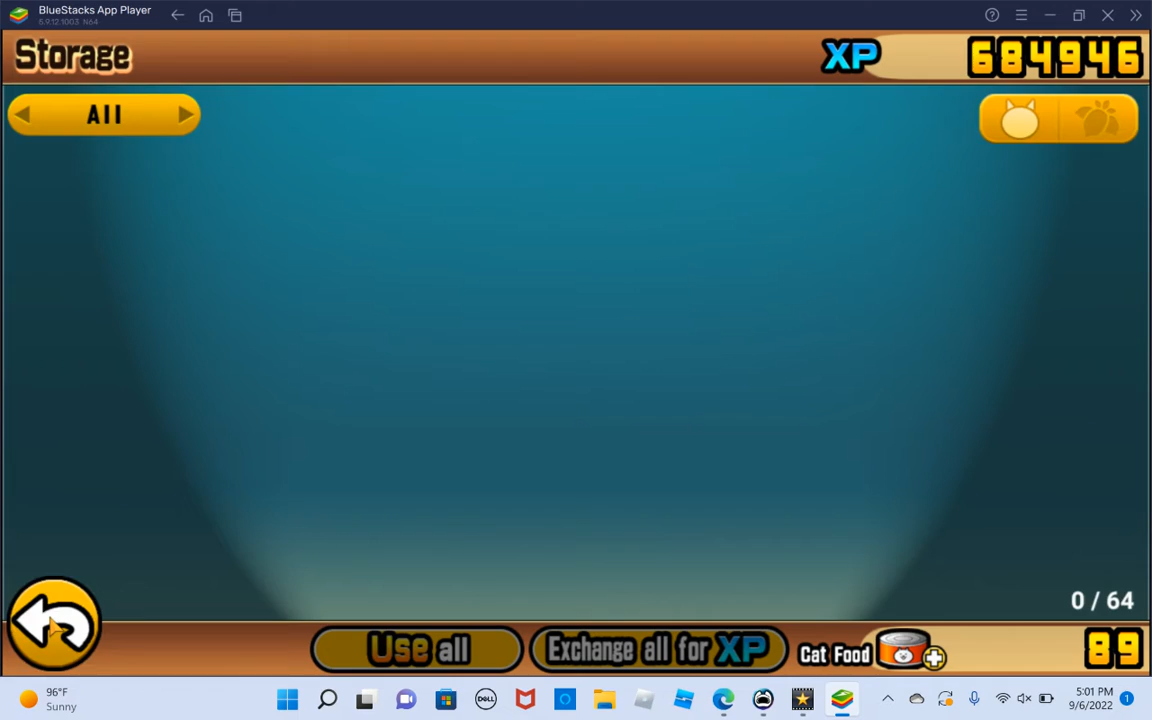 BlueStacks App Player
5.9.12.1003 N64
Storage
XP 684946
All
0 / 64
Use all
Exchange all for XP
Cat Food
89
DELL
96°F
Sunny
5:01 PM
9/6/2022
1